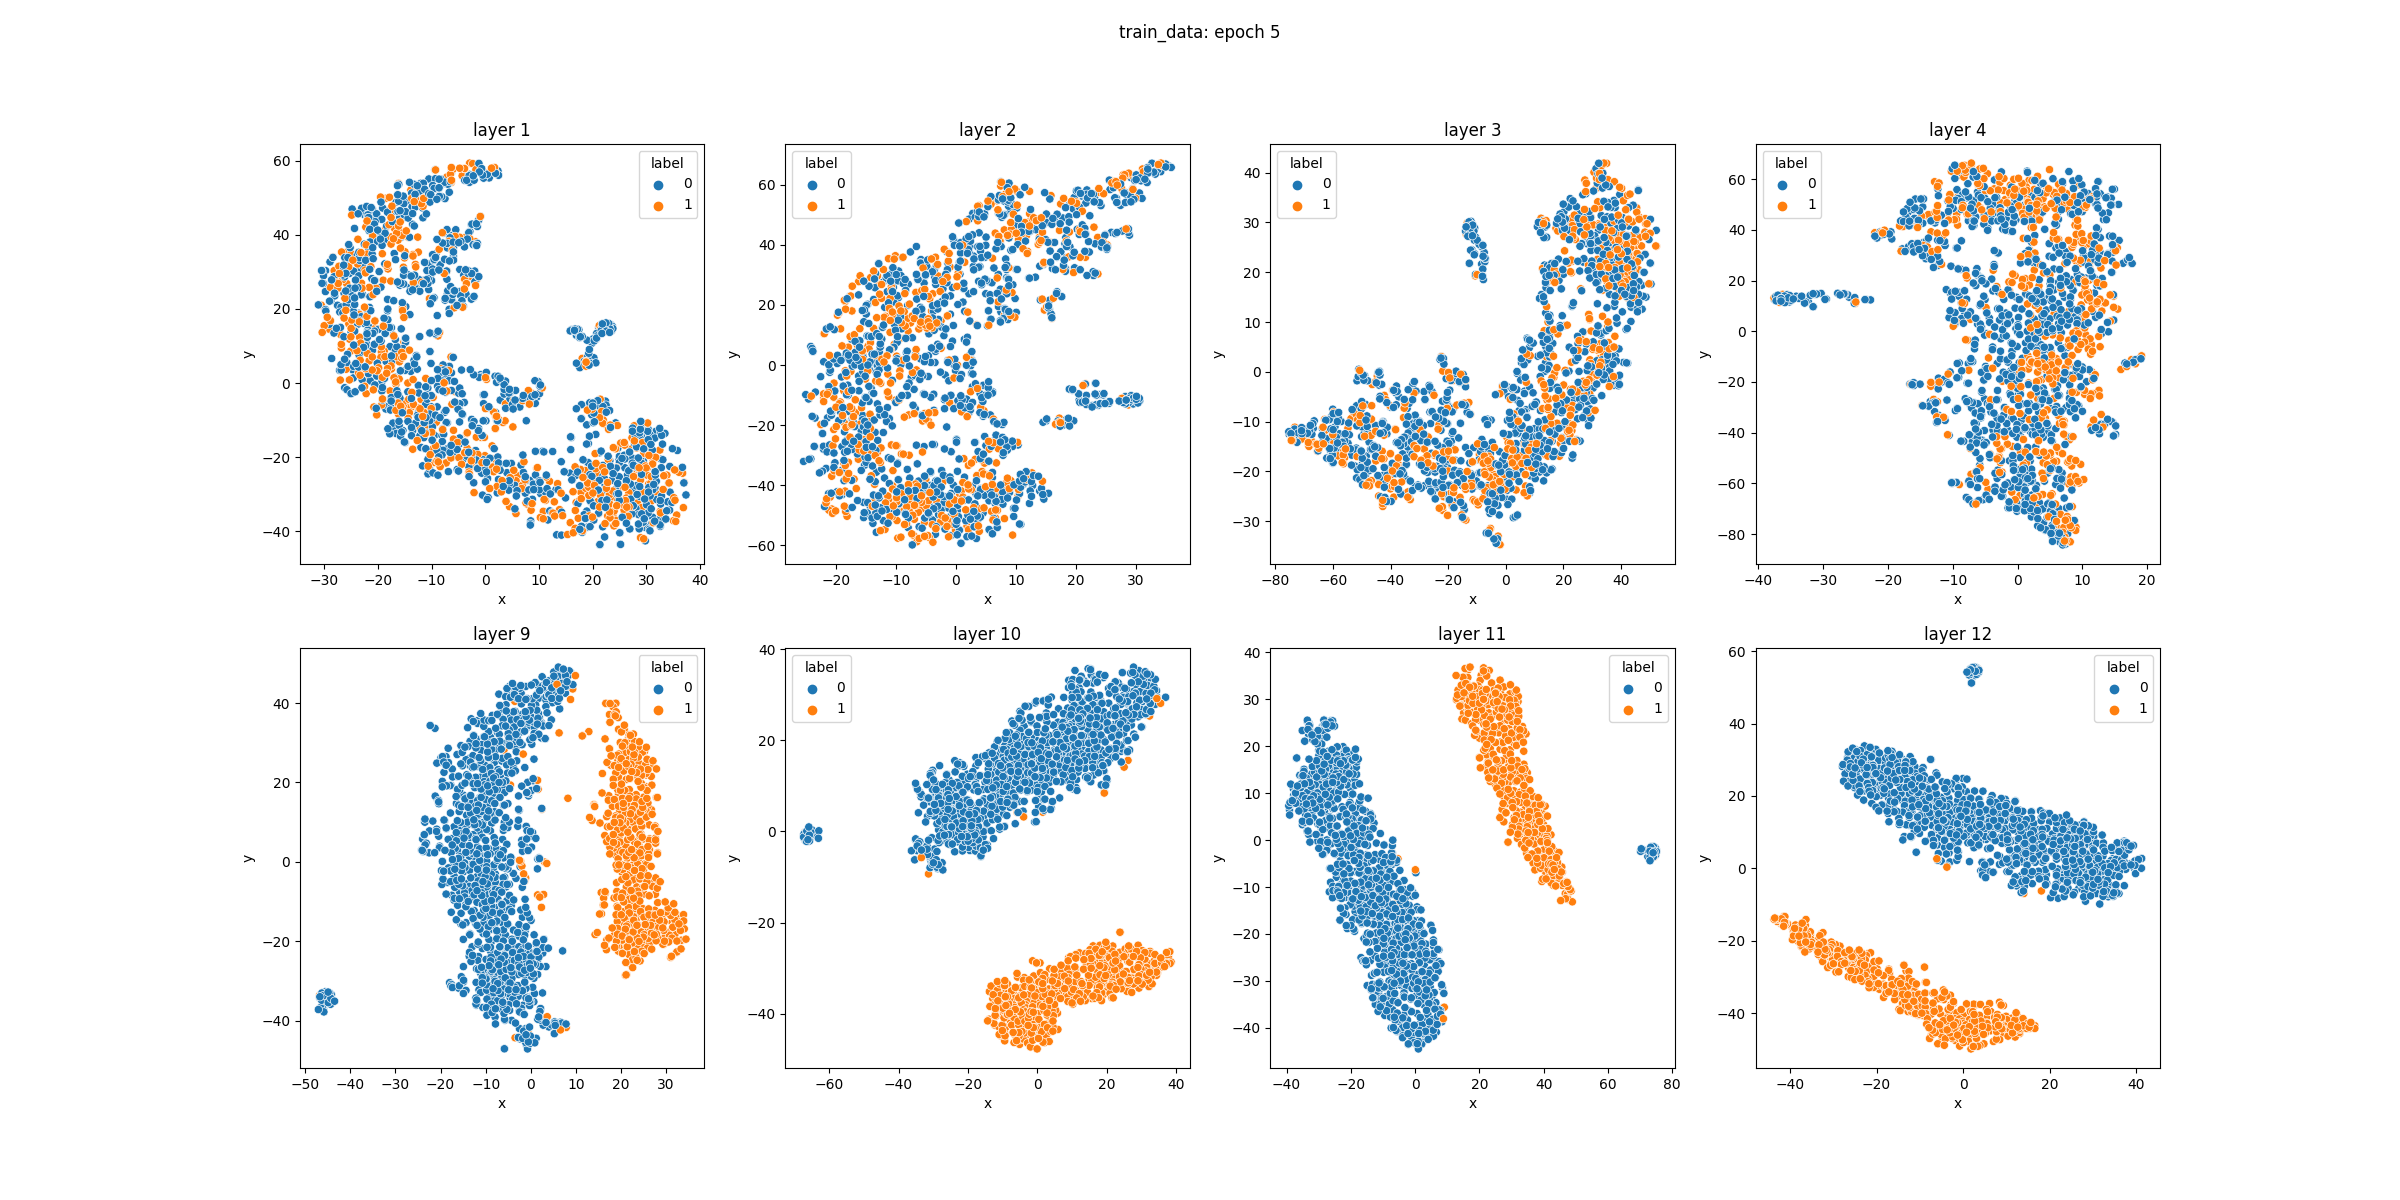 train_data: epoch 5
layer 1
label
0
1
60
40
20
0
−20
−40
y
−30 −20 −10 0 10 20 30 40
x
layer 2
label
0
1
60
40
20
0
−20
−40
−60
y
−20 −10 0 10 20 30
x
layer 3
label
0
1
40
30
20
10
0
−10
−20
−30
y
−80 −60 −40 −20 0 20 40
x
layer 4
label
0
1
60
40
20
0
−20
−40
−60
−80
y
−40 −30 −20 −10 0 10 20
x
layer 9
label
0
1
40
20
0
−20
−40
y
−50 −40 −30 −20 −10 0 10 20 30
x
layer 10
label
0
1
40
20
0
−20
−40
y
−60 −40 −20 0 20 40
x
layer 11
label
0
1
40
30
20
10
0
−10
−20
−30
−40
y
−40 −20 0 20 40 60 80
x
layer 12
label
0
1
60
40
20
0
−20
−40
y
−40 −20 0 20 40
x